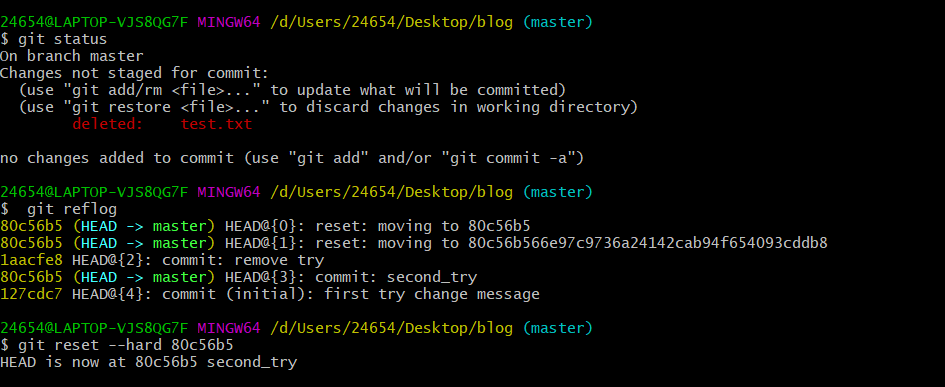 24654@LAPTOP-VJS8QG7F MINGW64 /d/Users/24654/Desktop/blog (master)
$ git status
On branch master
Changes not staged for commit:
  (use "git add/rm <file>..." to update what will be committed)
  (use "git restore <file>..." to discard changes in working directory)
        deleted:    test.txt

no changes added to commit (use "git add" and/or "git commit -a")

24654@LAPTOP-VJS8QG7F MINGW64 /d/Users/24654/Desktop/blog (master)
$  git reflog
80c56b5 (HEAD -> master) HEAD@{0}: reset: moving to 80c56b5
80c56b5 (HEAD -> master) HEAD@{1}: reset: moving to 80c56b566e97c9736a24142cab94f654093cddb8
1aacfe8 HEAD@{2}: commit: remove try
80c56b5 (HEAD -> master) HEAD@{3}: commit: second_try
127cdc7 HEAD@{4}: commit (initial): first try change message

24654@LAPTOP-VJS8QG7F MINGW64 /d/Users/24654/Desktop/blog (master)
$ git reset --hard 80c56b5
HEAD is now at 80c56b5 second_try